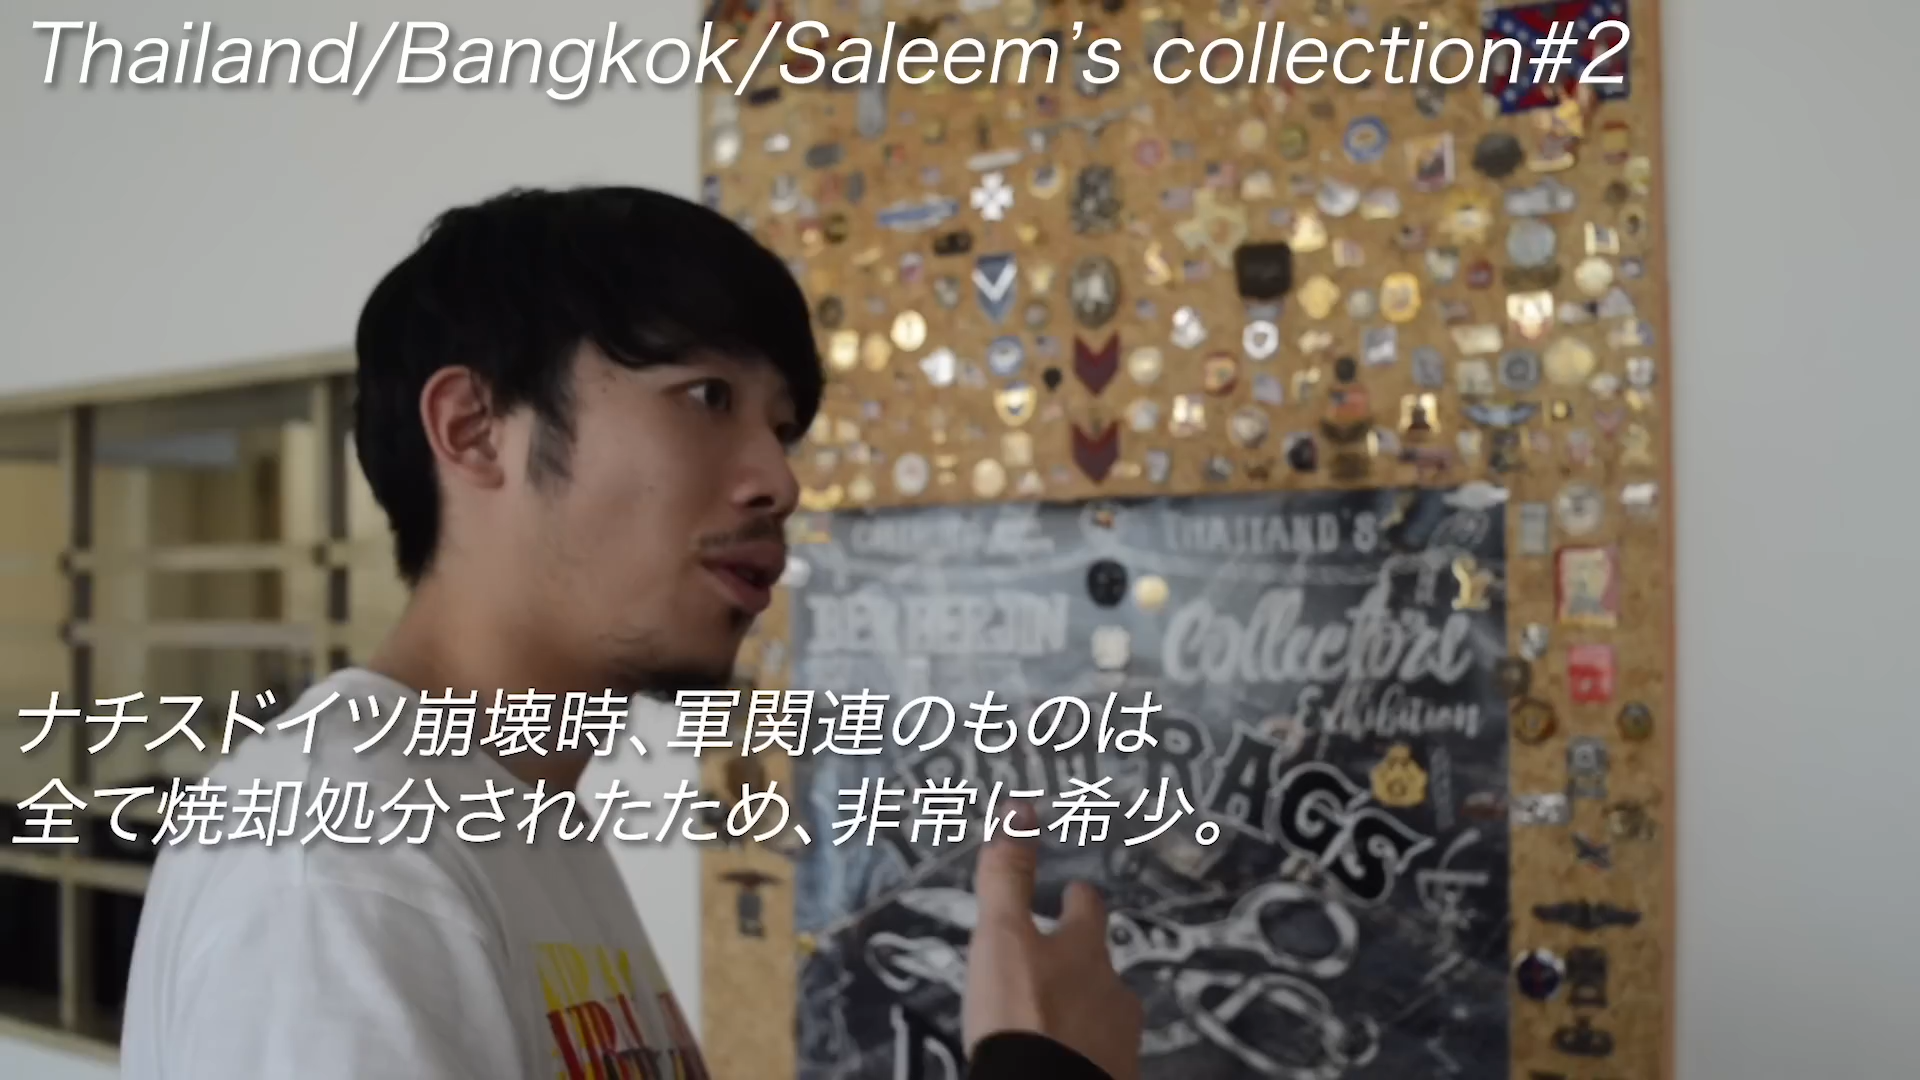 Thailand/Bangkok/Saleem's collection#2
THAILAND'S
BERBERJIN
Collectors
Exhibition
ナチスドイツ崩壊時、軍関連のものは
全て焼却処分されたため、非常に希少。